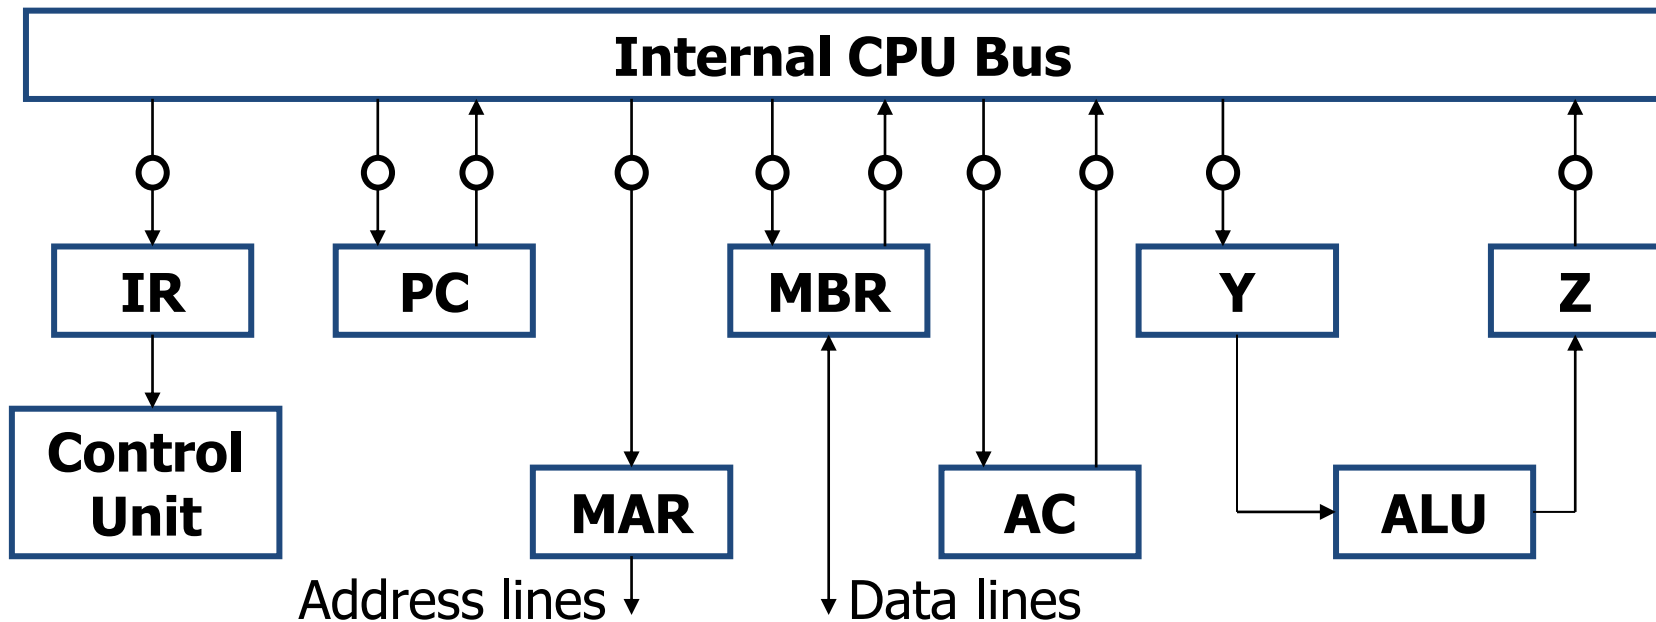 Internal CPU Bus
IR
PC
MBR
Y
Z
Control
Unit
MAR
AC
ALU
Address lines
Data lines